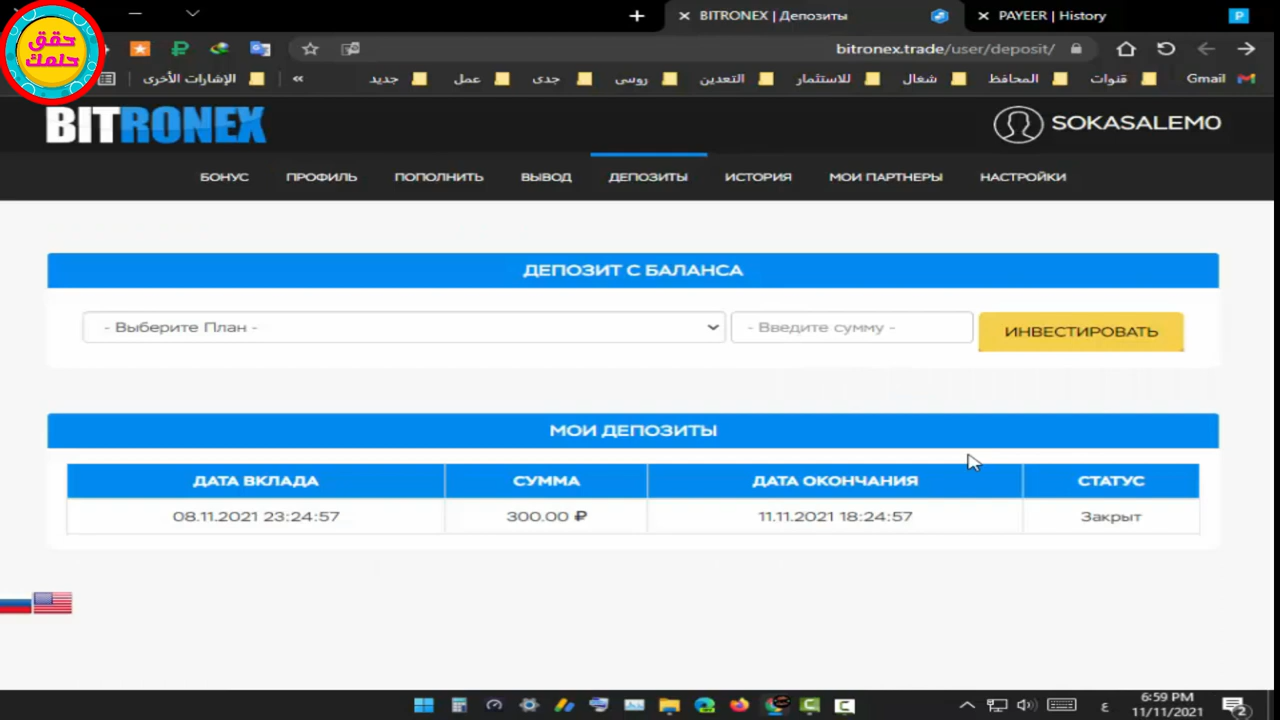 حقق
حلمك
BITRONEX | Депозиты
PAYEER | History
P
bitronex.trade/user/deposit/
الإشارات الأخرى
»
جديد
عمل
جدى
روسى
التعدين
للاستثمار
شغال
المحافظ
قنوات
Gmail
BITRONEX
SOKASALEM0
БОНУС
ПРОФИЛЬ
ПОПОЛНИТЬ
ВЫВОД
ДЕПОЗИТЫ
ИСТОРИЯ
МОИ ПАРТНЕРЫ
НАСТРОЙКИ
ДЕПОЗИТ С БАЛАНСА
- Выберите План -
- Введите сумму -
ИНВЕСТИРОВАТЬ
МОИ ДЕПОЗИТЫ
ДАТА ВКЛАДА
СУММА
ДАТА ОКОНЧАНИЯ
СТАТУС
08.11.2021 23:24:57
300.00 ₽
11.11.2021 18:24:57
Закрыт
ع
6:59 PM
11/11/2021
2